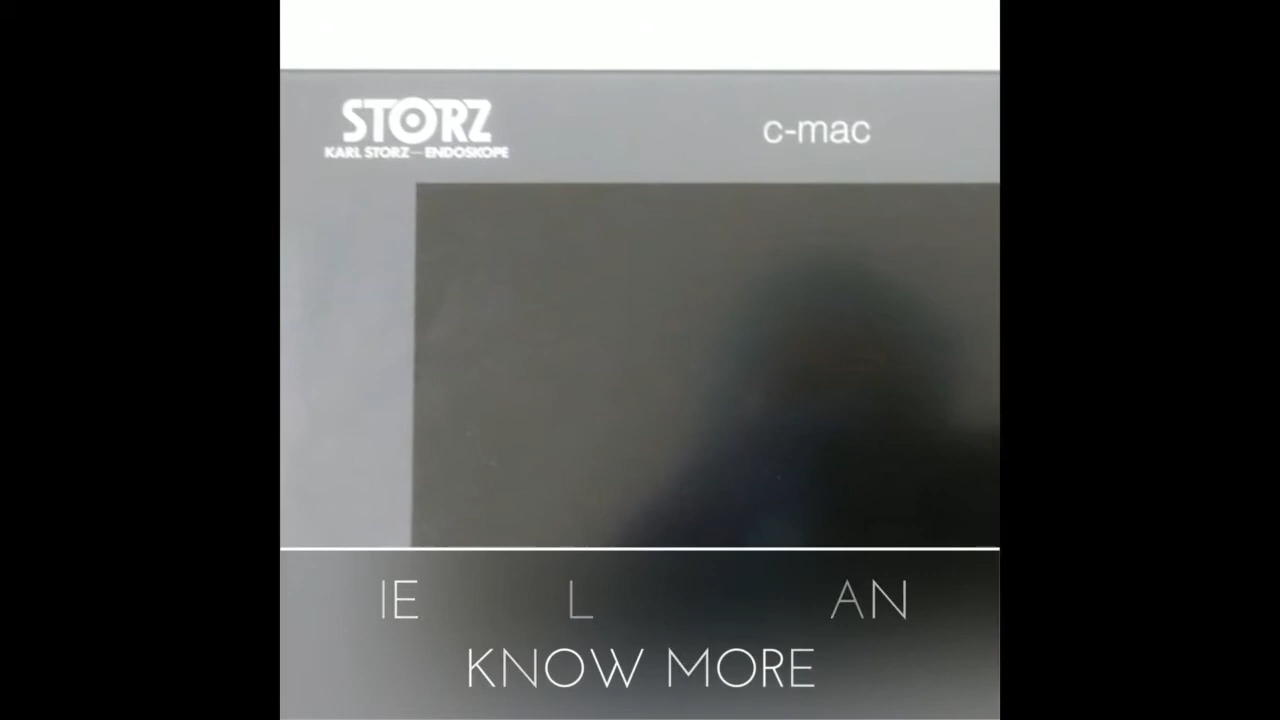 STORZ
KARL STORZ—ENDOSKOPE
c-mac
IE L AN
KNOW MORE